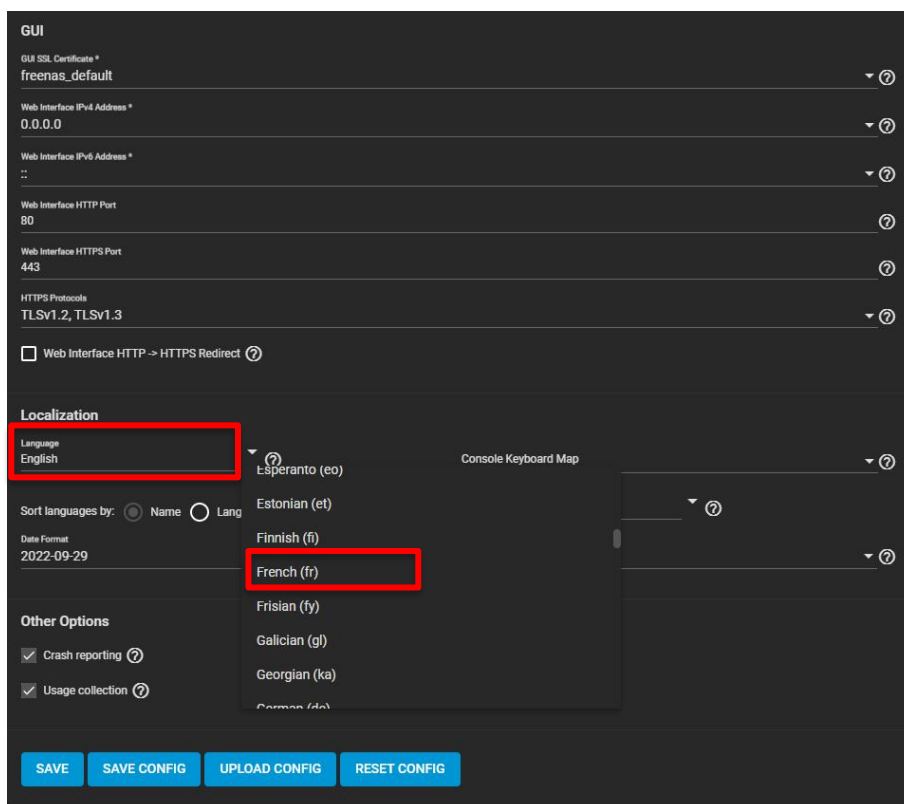 GUI
GUI SSL Certificate *
freenas_default
Web Interface IPv4 Address *
0.0.0.0
Web Interface IPv6 Address *
::
Web Interface HTTP Port
80
Web Interface HTTPS Port
443
HTTPS Protocols
TLSv1.2, TLSv1.3
Web Interface HTTP -> HTTPS Redirect
Localization
Language
English
Console Keyboard Map
Sort languages by: Name Lang
Date Format
2022-09-29
Esperanto (eo)
Estonian (et)
Finnish (fi)
French (fr)
Frisian (fy)
Galician (gl)
Georgian (ka)
German (de)
Other Options
Crash reporting
Usage collection
SAVE SAVE CONFIG UPLOAD CONFIG RESET CONFIG